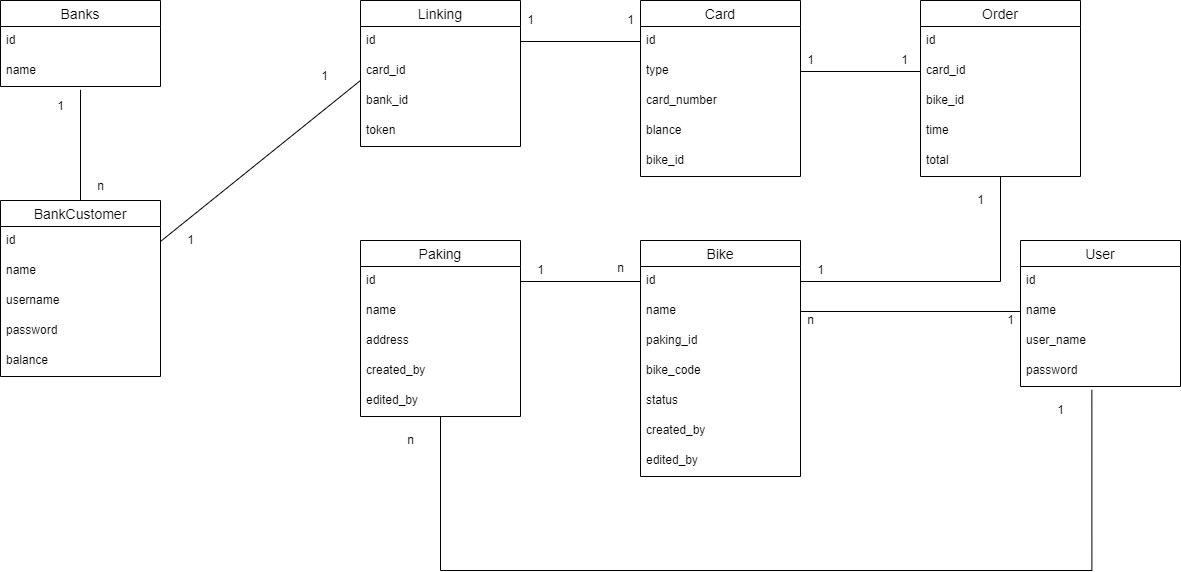 Banks
id
name
1
n
BankCustomer
id
name
username
password
balance
1
1
Linking
id
card_id
bank_id
token
1
1
Card
id
type
card_number
blance
bike_id
1
1
Order
id
card_id
bike_id
time
total
1
1
Paking
id
name
address
created_by
edited_by
1
n
n
Bike
id
name
paking_id
bike_code
status
created_by
edited_by
n
1
User
id
name
user_name
password
1